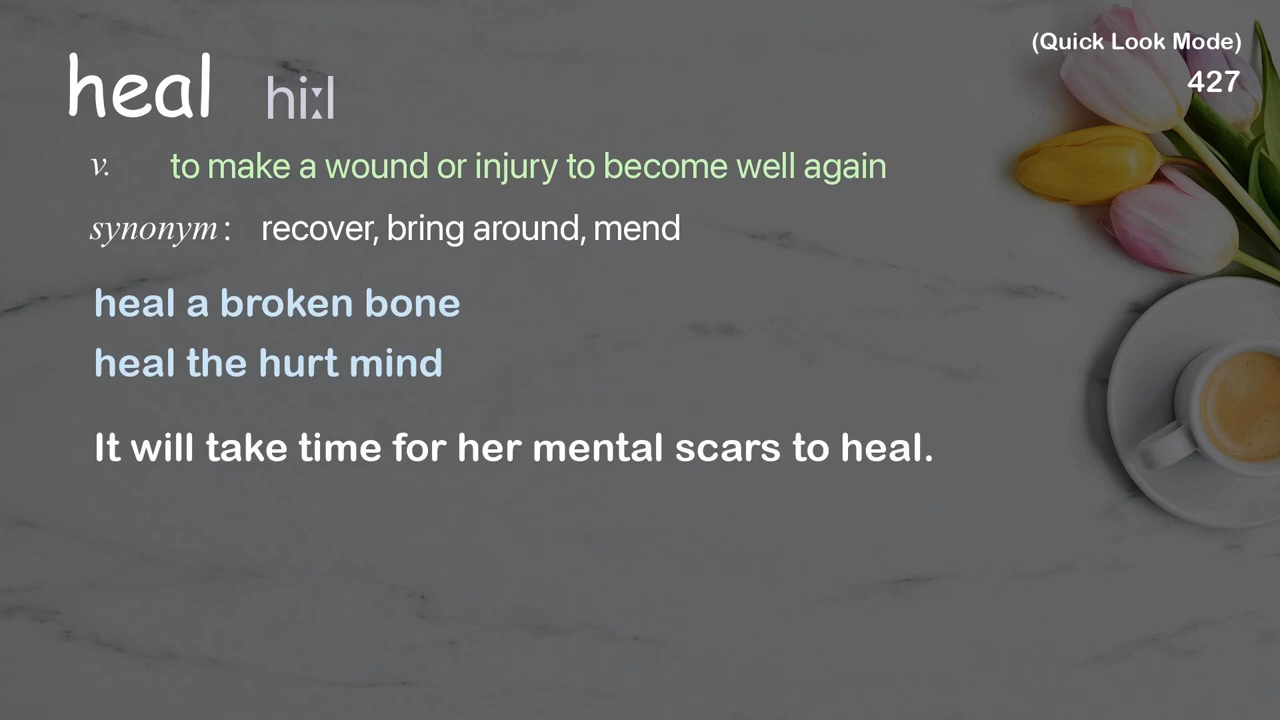 (Quick Look Mode)
427
heal hiːl
v. to make a wound or injury to become well again
synonym: recover, bring around, mend
heal a broken bone
heal the hurt mind
It will take time for her mental scars to heal.